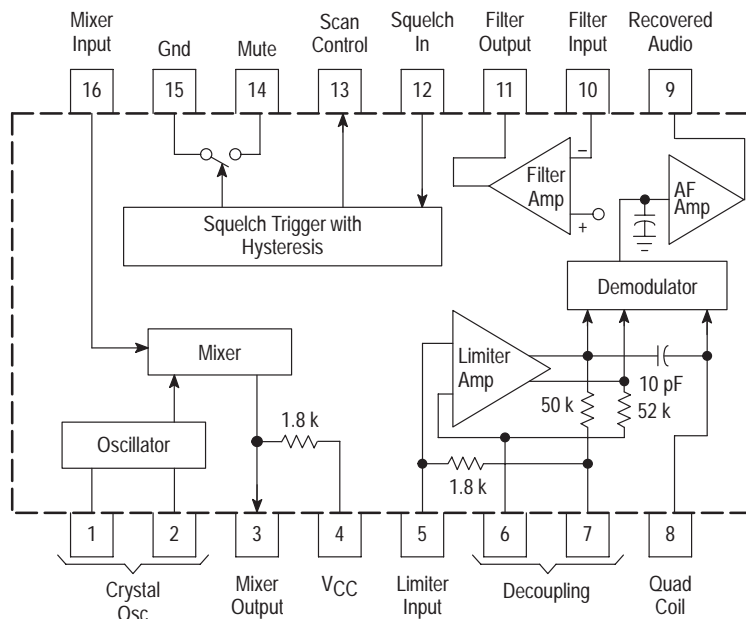 Mixer
Input
Gnd
Mute
Scan
Control
Squelch
In
Filter
Output
Filter
Input
Recovered
Audio
16
15
14
13
12
11
10
9
Squelch Trigger with
Hysteresis
Filter
Amp
−
+
AF
Amp
Demodulator
Mixer
Limiter
Amp
10 pF
50 k
52 k
1.8 k
Oscillator
1.8 k
1
2
3
4
5
6
7
8
Crystal
Osc
Mixer
Output
VCC
Limiter
Input
Decoupling
Quad
Coil